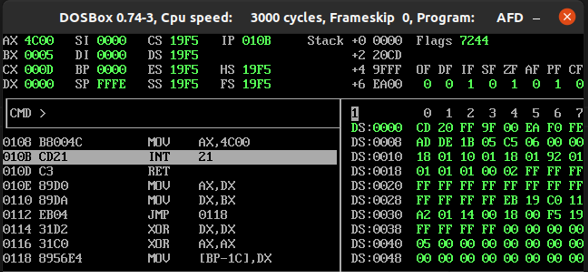 DOSBox 0.74-3, Cpu speed: 3000 cycles, Frameskip 0, Program: AFD
AX 4C00 SI 0000 CS 19F5 IP 010B Stack +0 0000 Flags 7244
BX 0005 DI 0000 DS 19F5 +2 20CD
CX 000D BP 0000 ES 19F5 HS 19F5 +4 9FFF OF DF IF SF ZF AF PF CF
DX 0000 SP FFFE SS 19F5 FS 19F5 +6 EA00 0 0 1 0 1 0 1 0
CMD >
0108 B8004C MOV AX,4C00
010B CD21 INT 21
010D C3 RET
010E 89D0 MOV AX,DX
0110 89DA MOV DX,BX
0112 EB04 JMP 0118
0114 31D2 XOR DX,DX
0116 31C0 XOR AX,AX
0118 8956E4 MOV [BP-1C],DX
1 0 1 2 3 4 5 6 7
DS:0000 CD 20 FF 9F 00 EA F0 FE
DS:0008 AD DE 1B 05 C5 06 00 00
DS:0010 18 01 10 01 18 01 92 01
DS:0018 01 01 01 00 02 FF FF FF
DS:0020 FF FF FF FF FF FF FF FF
DS:0028 FF FF FF FF EB 19 C0 11
DS:0030 A2 01 14 00 18 00 F5 19
DS:0038 FF FF FF FF 00 00 00 00
DS:0040 05 00 00 00 00 00 00 00
DS:0048 00 00 00 00 00 00 00 00